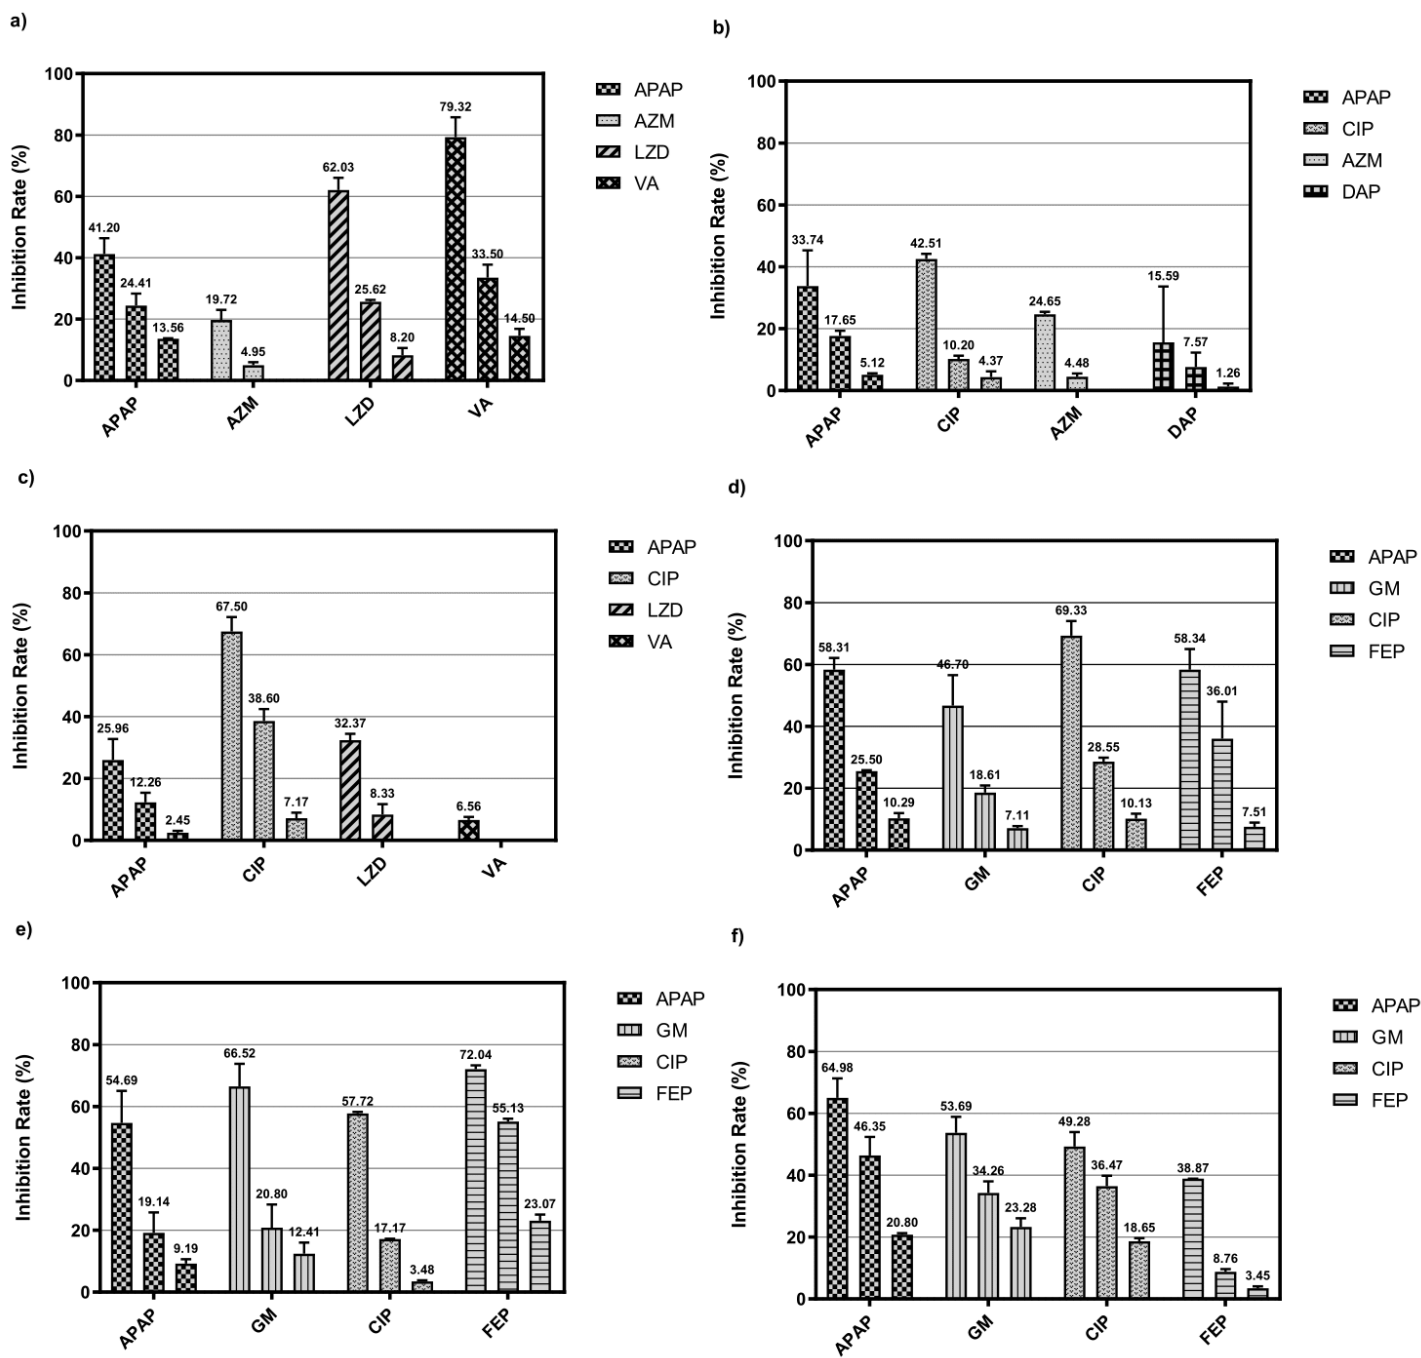 a)
Inhibition Rate (%)
100
80
60
40
20
0
41.20
24.41
13.56
19.72
4.95
62.03
25.62
8.20
79.32
33.50
14.50
APAP
AZM
LZD
VA
APAP
AZM
LZD
VA
b)
Inhibition Rate (%)
100
80
60
40
20
0
33.74
17.65
5.12
42.51
10.20
4.37
24.65
4.48
15.59
7.57
1.26
APAP
CIP
AZM
DAP
APAP
CIP
AZM
DAP
c)
Inhibition Rate (%)
100
80
60
40
20
0
25.96
12.26
2.45
67.50
38.60
7.17
32.37
8.33
6.56
APAP
CIP
LZD
VA
APAP
CIP
LZD
VA
d)
Inhibition Rate (%)
100
80
60
40
20
0
58.31
25.50
10.29
46.70
18.61
7.11
69.33
28.55
10.13
58.34
36.01
7.51
APAP
GM
CIP
FEP
APAP
GM
CIP
FEP
e)
Inhibition Rate (%)
100
80
60
40
20
0
54.69
19.14
9.19
66.52
20.80
12.41
57.72
17.17
3.48
72.04
55.13
23.07
APAP
GM
CIP
FEP
APAP
GM
CIP
FEP
f)
Inhibition Rate (%)
100
80
60
40
20
0
64.98
46.35
20.80
53.69
34.26
23.28
49.28
36.47
18.65
38.87
8.76
3.45
APAP
GM
CIP
FEP
APAP
GM
CIP
FEP